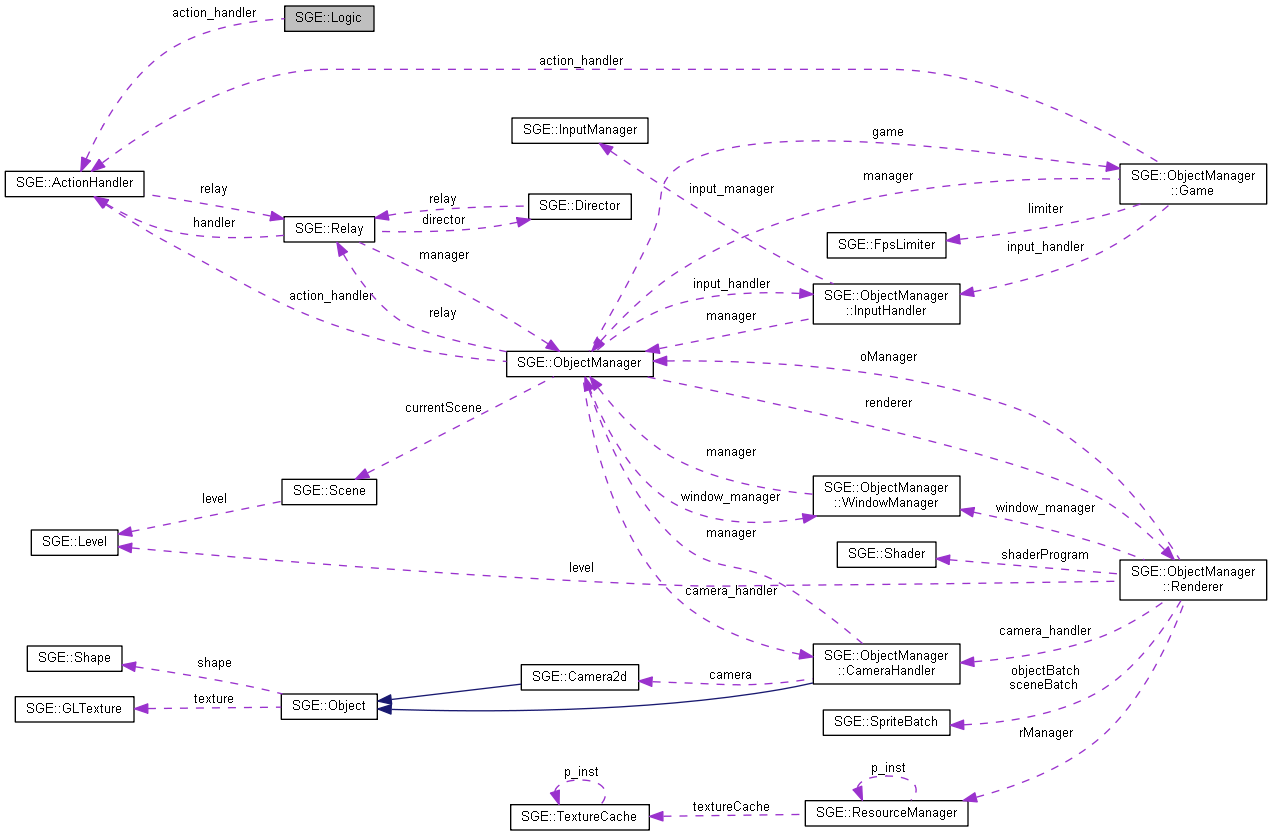 action_handler
SGE::Logic
action_handler
SGE::InputManager
game
SGE::ActionHandler
relay
input_manager
manager
SGE::ObjectManager
::Game
relay
SGE::Director
limiter
handler
director
SGE::Relay
SGE::FpsLimiter
input_handler
manager
action_handler
input_handler
SGE::ObjectManager
::InputHandler
relay
manager
SGE::ObjectManager
oManager
currentScene
renderer
manager
SGE::Scene
level
window_manager
SGE::ObjectManager
::WindowManager
window_manager
SGE::Level
manager
SGE::Shader
shaderProgram
level
SGE::ObjectManager
::Renderer
camera_handler
camera_handler
SGE::Shape
shape
SGE::ObjectManager
::CameraHandler
objectBatch
sceneBatch
SGE::Camera2d
camera
texture
SGE::GLTexture
SGE::Object
SGE::SpriteBatch
rManager
p_inst
p_inst
SGE::TextureCache
textureCache
SGE::ResourceManager